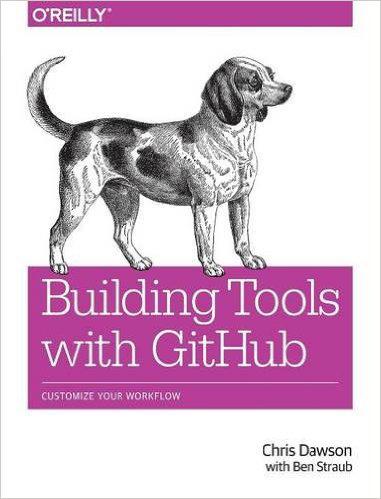 O'REILLY®
Building Tools
with GitHub
CUSTOMIZE YOUR WORKFLOW
Chris Dawson
with Ben Straub